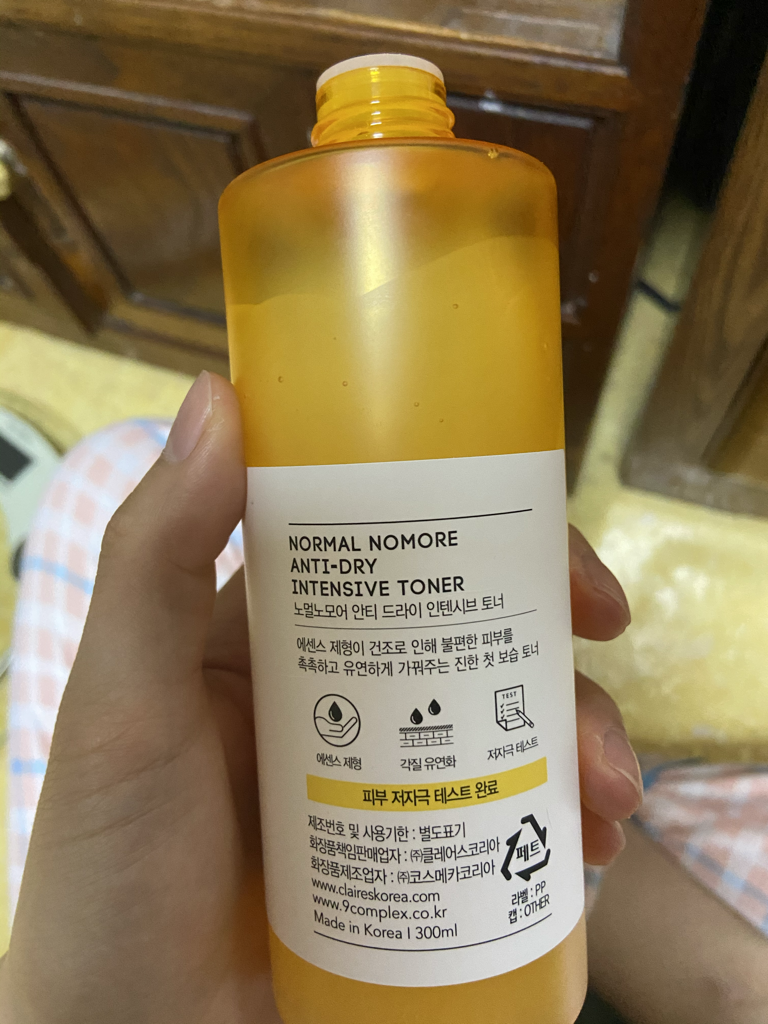 NORMAL NOMORE
ANTI-DRY
INTENSIVE TONER
노멀노모어 안티 드라이 인텐시브 토너
에센스 제형이 건조로 인해 불편한 피부를
촉촉하고 유연하게 가꿔주는 진한 첫 보습 토너
TEST
에센스 제형
각질 유연화
저자극 테스트
피부 저자극 테스트 완료
제조번호 및 사용기한 : 별도표기
화장품책임판매업자 : ㈜클레어스코리아
화장품제조업자 : ㈜코스메카코리아
www.claireskorea.com
www.9complex.co.kr
Made in Korea I 300ml
페트
라벨 : PP
캡 : OTHER